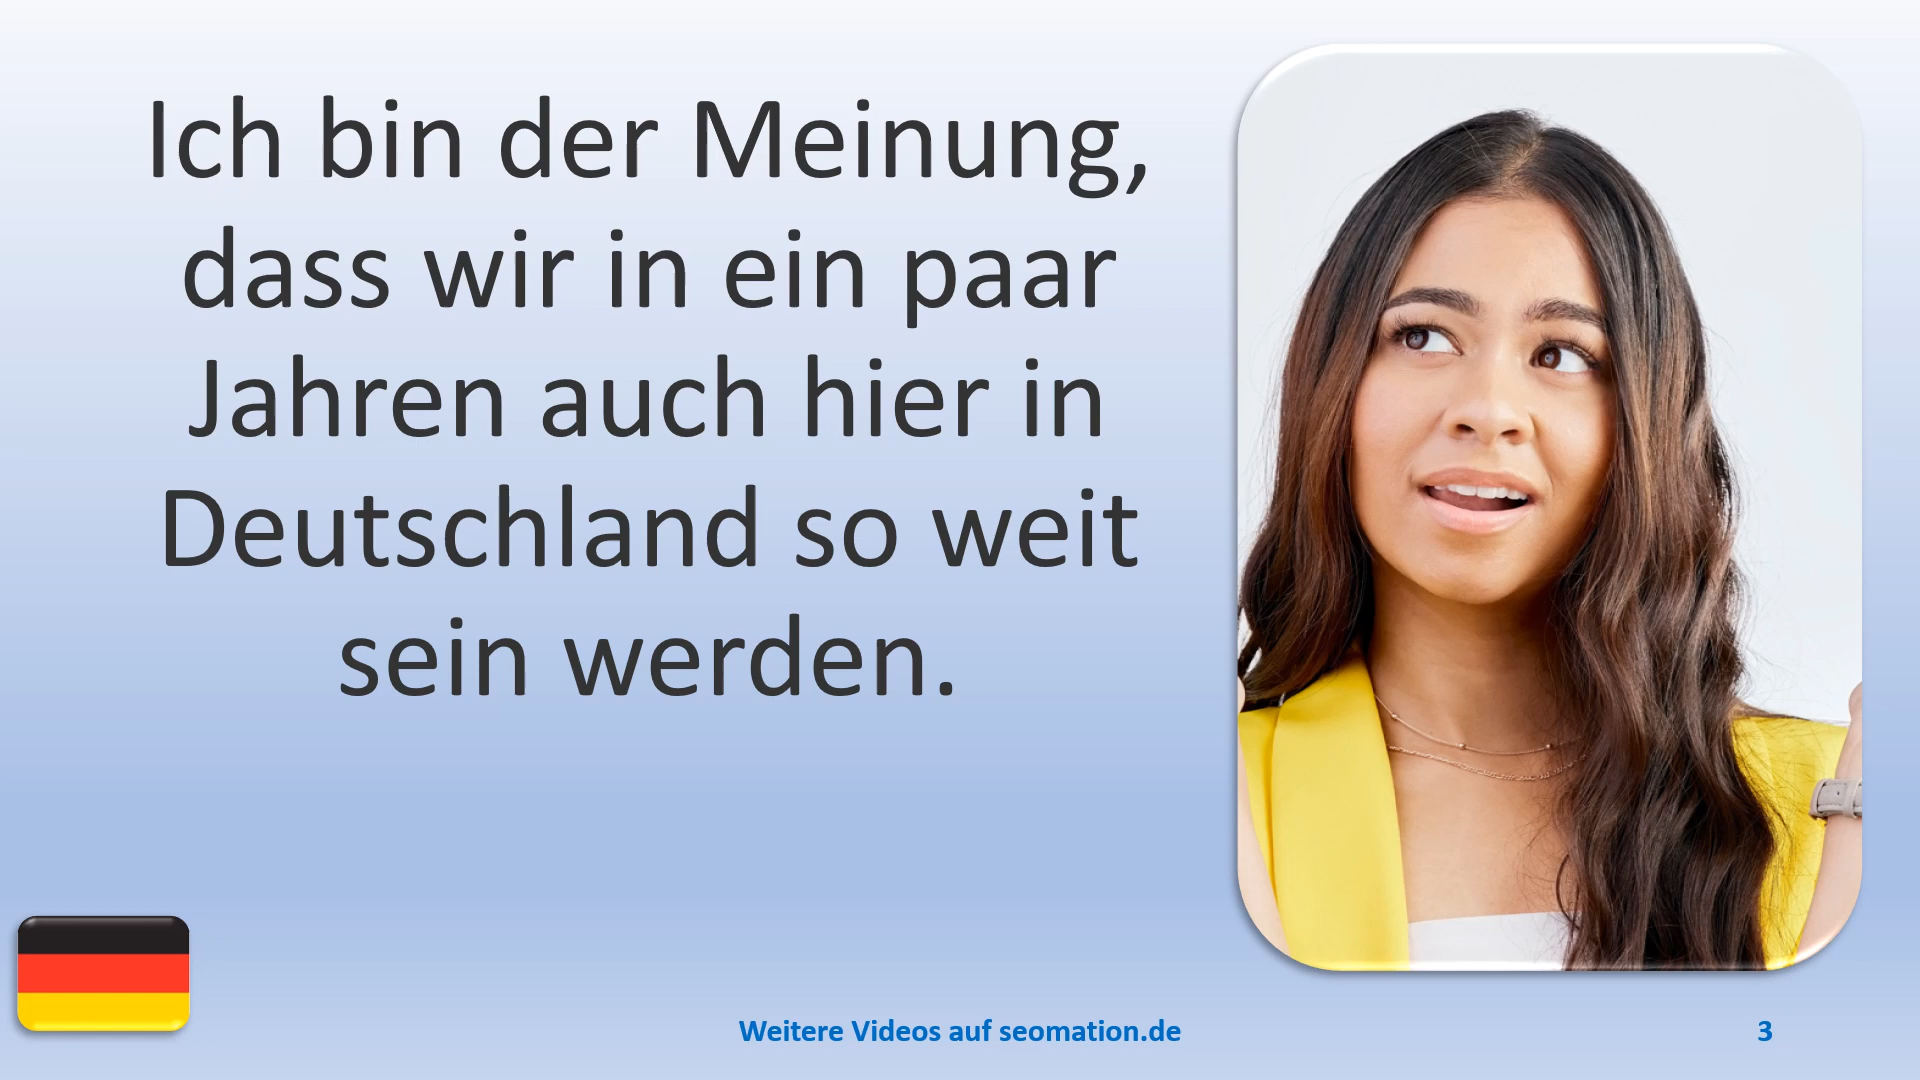 Ich bin der Meinung,
dass wir in ein paar
Jahren auch hier in
Deutschland so weit
sein werden.
Weitere Videos auf seomation.de
3